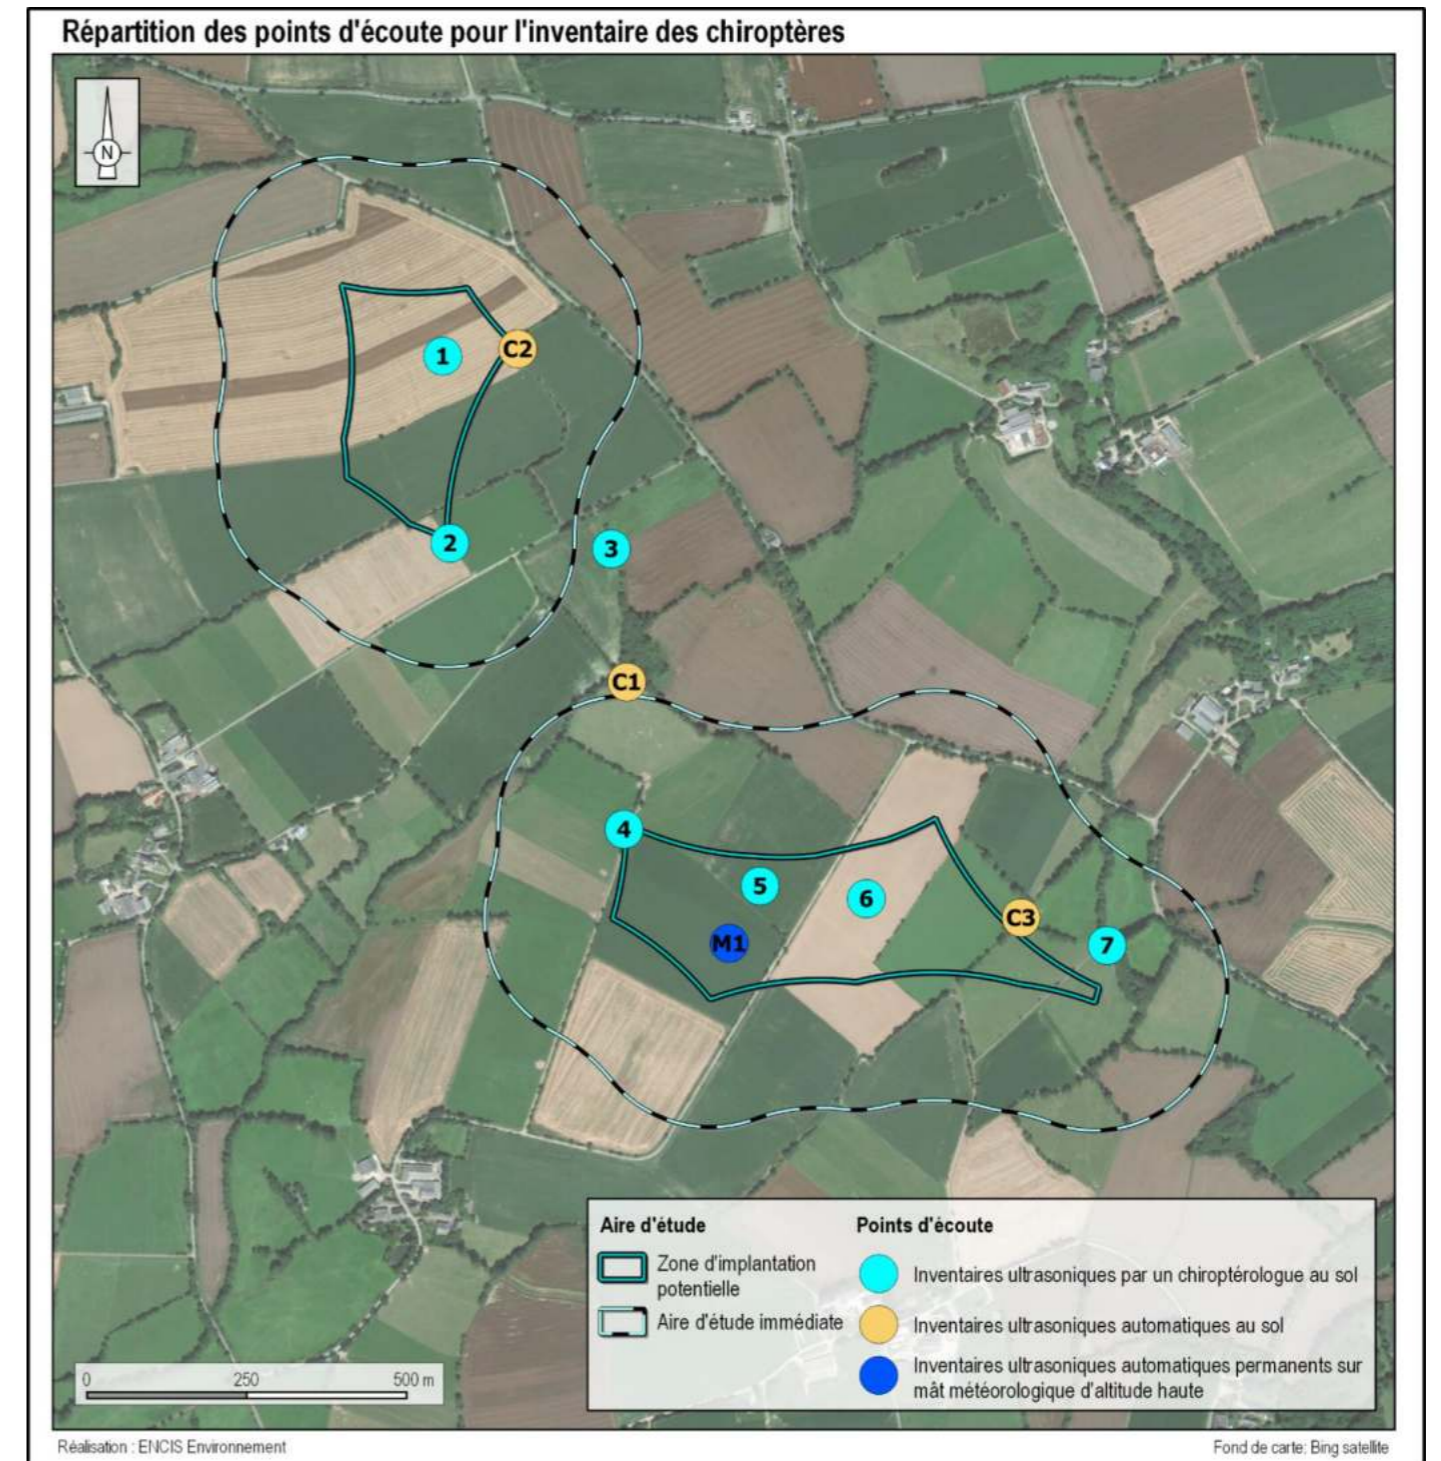 Répartition des points d'écoute pour l'inventaire des chiroptères
N
1
C2
2
3
C1
4
5
6
C3
7
M1
Aire d'étude
Zone d'implantation
potentielle
Aire d'étude immédiate
Points d'écoute
Inventaires ultrasoniques par un chiroptérologue au sol
Inventaires ultrasoniques automatiques au sol
Inventaires ultrasoniques automatiques permanents sur
mât météorologique d'altitude haute
0 250 500 m
Réalisation : ENCIS Environnement
Fond de carte: Bing satellite